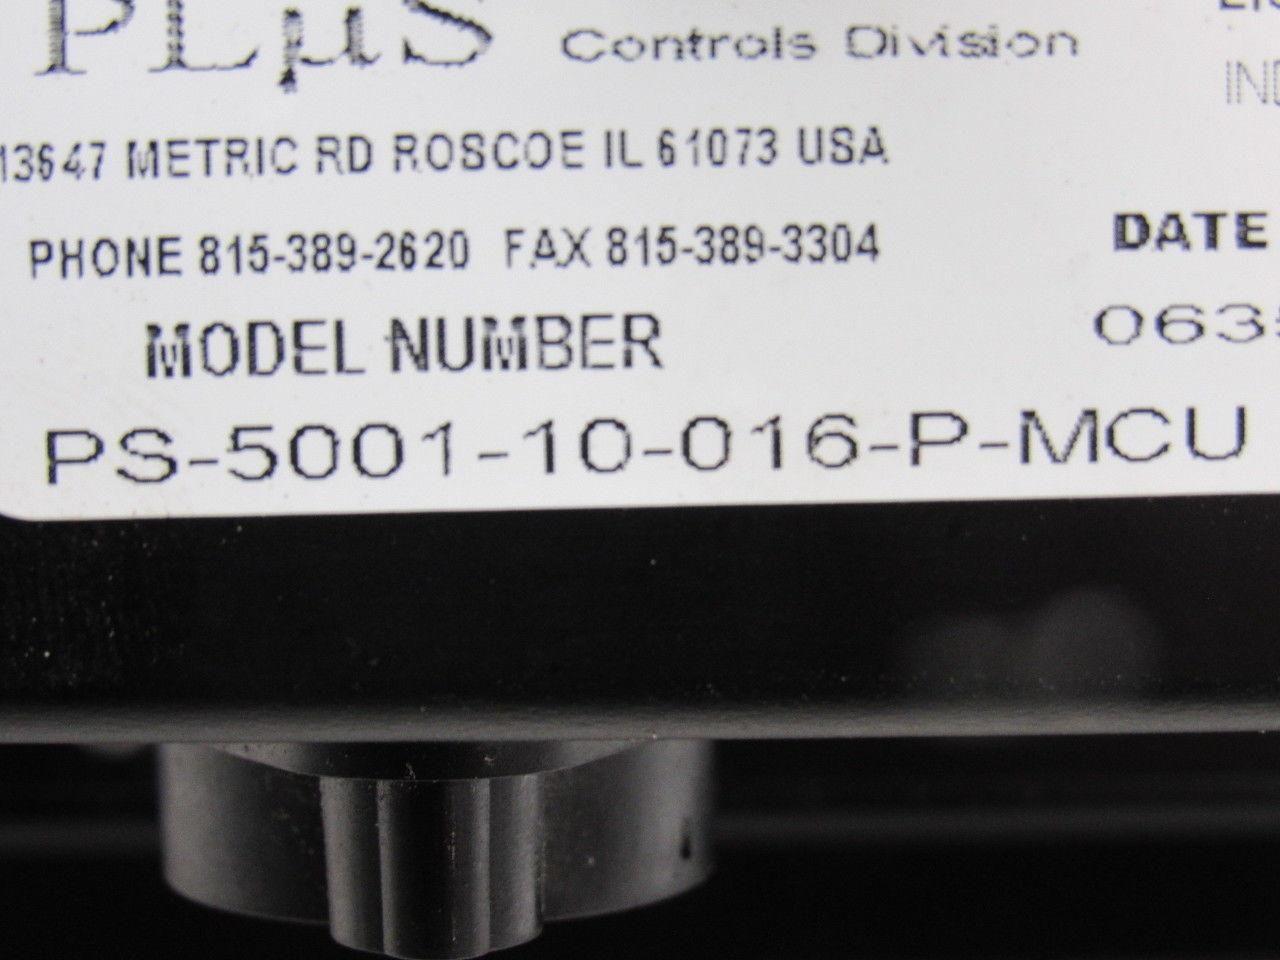 PLµS Controls Division
13647 METRIC RD ROSCOE IL 61073 USA
PHONE 815-389-2620 FAX 815-389-3304
DATE
MODEL NUMBER
PS-5001-10-016-P-MCU